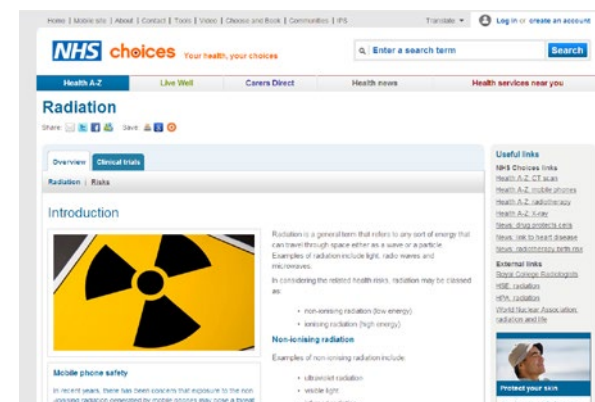 Home | Mobile site | About | Contact | Tools | Video | Choose and Book | Communities | IPS
Translate
Log in or create an account
NHS choices Your health, your choices
Enter a search term
Search
Health A-Z
Live Well
Carers Direct
Health news
Health services near you
Radiation
Share:
Save:
Overview
Clinical trials
Radiation | Risks
Introduction
Radiation is a general term that refers to any sort of energy that
can travel through space either as a wave or a particle.
Examples of radiation include light, radio waves and
microwaves.
In considering the related health risks, radiation may be classed
as:
• non-ionising radiation (low energy)
• ionising radiation (high energy)
Non-ionising radiation
Examples of non-ionising radiation include:
• ultraviolet radiation
• visible light
Mobile phone safety
In recent years, there has been concern that exposure to the non-
ionising radiation generated by mobile phones may pose a threat
Useful links
NHS Choices links
Health A-Z: CT scan
Health A-Z: mobile phones
Health A-Z: radiotherapy
Health A-Z: X-ray
News: drug protects cells
News: link to heart disease
News: radiotherapy birth risk
External links
Royal College Radiologists
HSE: radiation
HPA: radiation
World Nuclear Association:
radiation and life
Protect your skin